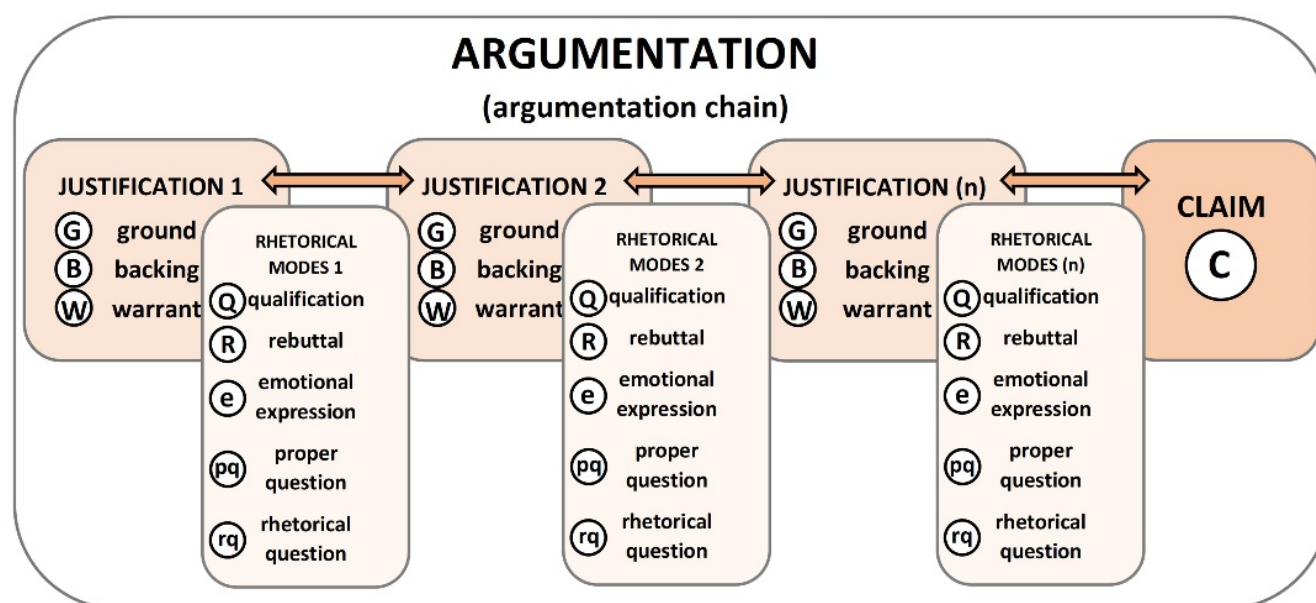 ARGUMENTATION
(argumentation chain)
JUSTIFICATION 1
G ground
B backing
W warrant
RHETORICAL
MODES 1
Q qualification
R rebuttal
e emotional
expression
pq proper
question
rq rhetorical
question
JUSTIFICATION 2
G ground
B backing
W warrant
RHETORICAL
MODES 2
Q qualification
R rebuttal
e emotional
expression
pq proper
question
rq rhetorical
question
JUSTIFICATION (n)
G ground
B backing
W warrant
RHETORICAL
MODES (n)
Q qualification
R rebuttal
e emotional
expression
pq proper
question
rq rhetorical
question
CLAIM
C